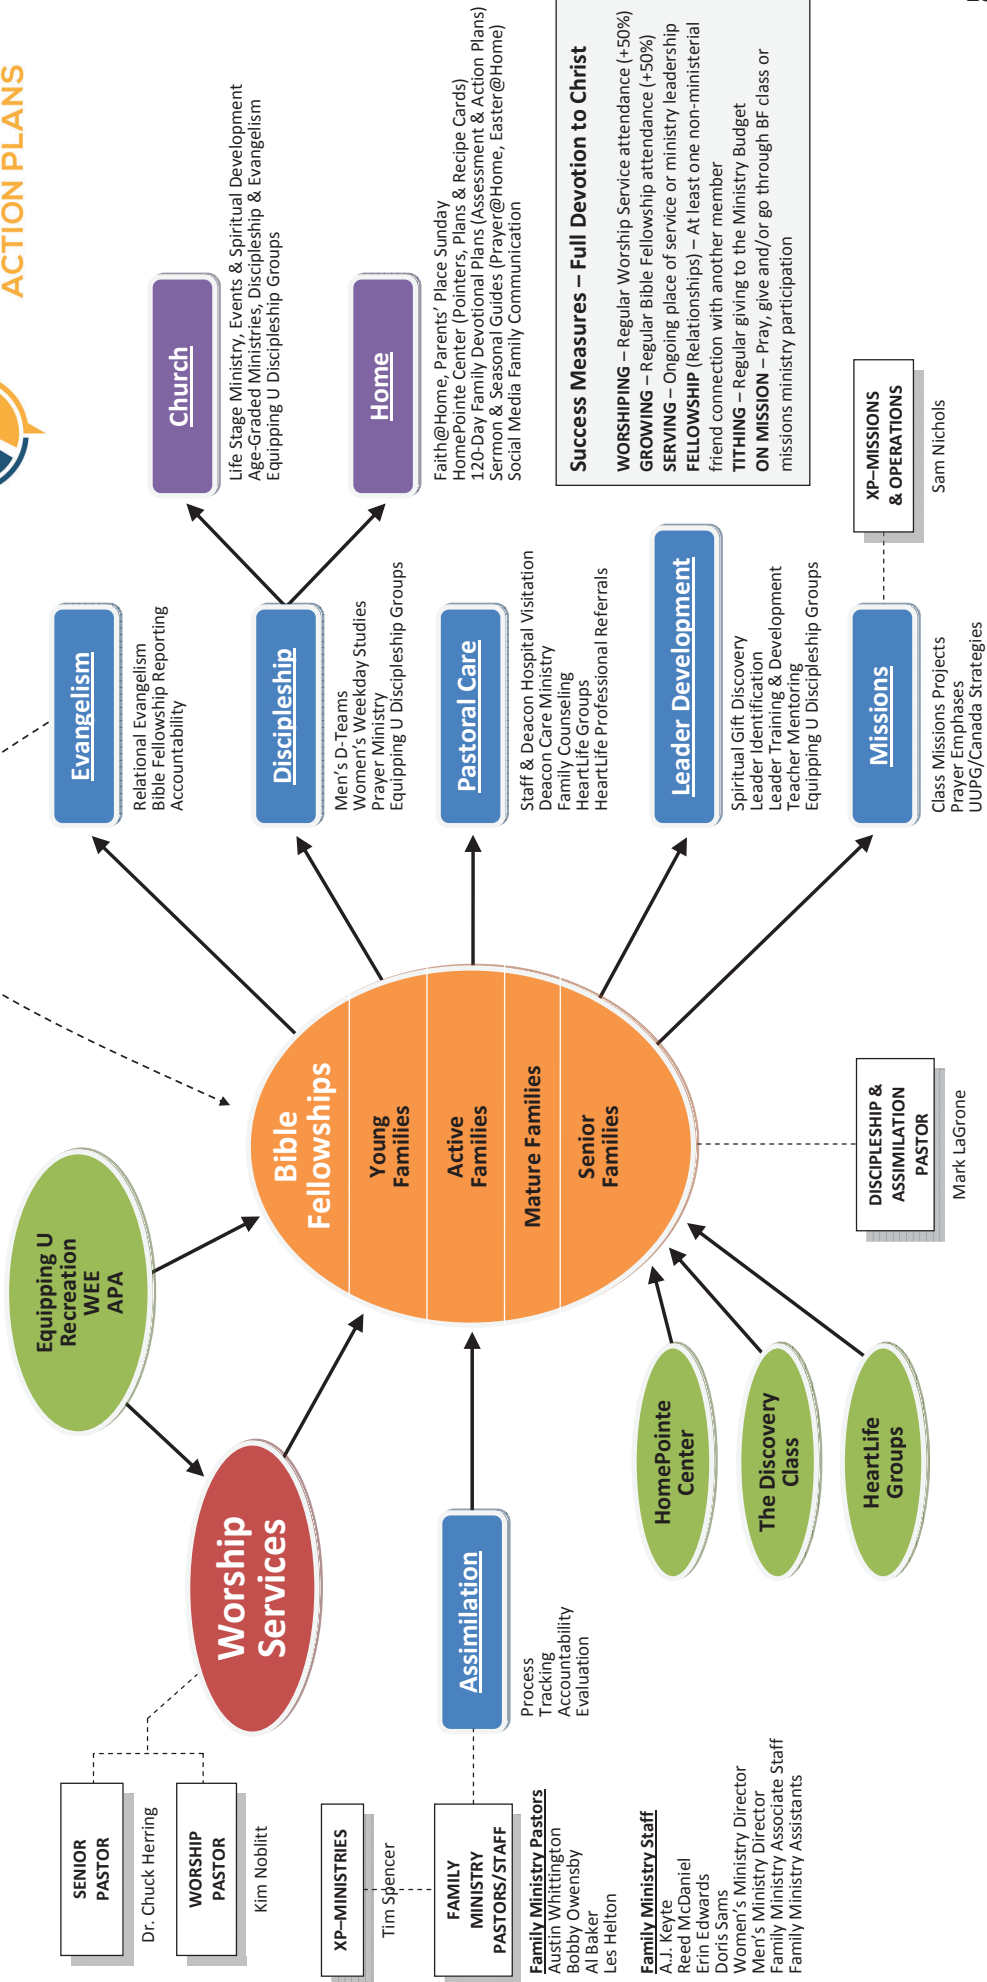 ACTION PLANS
SENIOR
PASTOR
Dr. Chuck Herring
WORSHIP
PASTOR
Kim Noblitt
XP–MINISTRIES
Tim Spencer
FAMILY
MINISTRY
PASTORS/STAFF
Family Ministry Pastors
Austin Whittington
Bobby Owensby
Al Baker
Les Helton
Family Ministry Staff
A.J. Keyte
Reed McDaniel
Erin Edwards
Doris Sams
Women's Ministry Director
Men's Ministry Director
Family Ministry Associate Staff
Family Ministry Assistants
Worship
Services
Assimilation
Process
Tracking
Accountability
Evaluation
Equipping U
Recreation
WEE
APA
HomePointe
Center
The Discovery
Class
HeartLife
Groups
Bible
Fellowships
Young
Families
Active
Families
Mature Families
Senior
Families
DISCIPLESHIP &
ASSIMILATION
PASTOR
Mark LaGrone
Evangelism
Relational Evangelism
Bible Fellowship Reporting
Accountability
Discipleship
Men's D-Teams
Women's Weekday Studies
Prayer Ministry
Equipping U Discipleship Groups
Pastoral Care
Staff & Deacon Hospital Visitation
Deacon Care Ministry
Family Counseling
HeartLife Groups
HeartLife Professional Referrals
Leader Development
Spiritual Gift Discovery
Leader Identification
Leader Training & Development
Teacher Mentoring
Equipping U Discipleship Groups
Missions
Class Missions Projects
Prayer Emphases
UUPG/Canada Strategies
XP–MISSIONS
& OPERATIONS
Sam Nichols
Church
Life Stage Ministry, Events & Spiritual Development
Age-Graded Ministries, Discipleship & Evangelism
Equipping U Discipleship Groups
Home
Faith@Home, Parents' Place Sunday
HomePointe Center (Pointers, Plans & Recipe Cards)
120-Day Family Devotional Plans (Assessment & Action Plans)
Sermon & Seasonal Guides (Prayer@Home, Easter@Home)
Social Media Family Communication
Success Measures – Full Devotion to Christ
WORSHIPING – Regular Worship Service attendance (+50%)
GROWING – Regular Bible Fellowship attendance (+50%)
SERVING – Ongoing place of service or ministry leadership
FELLOWSHIP (Relationships) – At least one non-ministerial
friend connection with another member
TITHING – Regular giving to the Ministry Budget
ON MISSION – Pray, give and/or go through BF class or
missions ministry participation